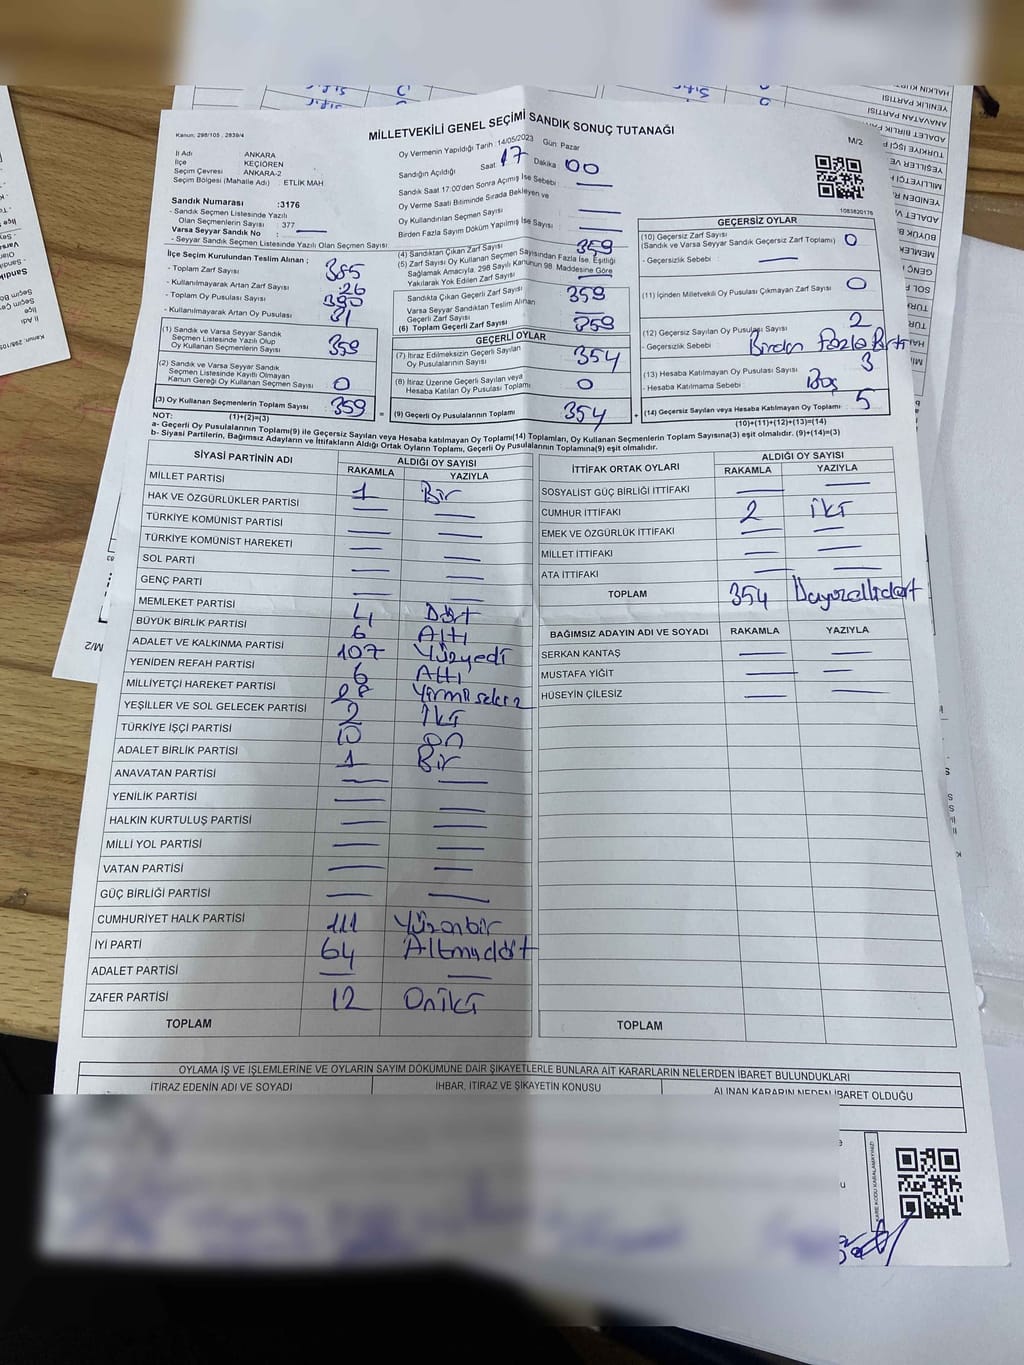 MİLLETVEKİLİ GENEL SEÇİMİ SANDIK SONUÇ TUTANAĞI
Kanun: 298/105 , 2839/4
M/2
İl Adı ANKARA
İlçe KEÇİÖREN
Seçim Çevresi : ANKARA-2
Seçim Bölgesi (Mahalle Adı) : ETLİK MAH
Oy Vermenin Yapıldığı Tarih : 14/05/2023 Gün: Pazar
Sandığın Açıldığı Saat 17 Dakika 00
Sandık Saat 17:00'den Sonra Açılmış İse Sebebi —
Oy Verme Saati Bitiminde Sırada Bekleyen ve
Oy Kullandırılan Seçmen Sayısı —
Birden Fazla Sayım Döküm Yapılmış İse Sayısı —
1083820176
Sandık Numarası :3176
- Sandık Seçmen Listesinde Yazılı
Olan Seçmenlerin Sayısı : 377
Varsa Seyyar Sandık No : —
- Seyyar Sandık Seçmen Listesinde Yazılı Olan Seçmen Sayısı:
İlçe Seçim Kurulundan Teslim Alınan ;
- Toplam Zarf Sayısı 385
- Kullanılmayarak Artan Zarf Sayısı 26
- Toplam Oy Pusulası Sayısı 390
- Kullanılmayarak Artan Oy Pusulası 31
(1) Sandık ve Varsa Seyyar Sandık
Seçmen Listesinde Yazılı Olup
Oy Kullanan Seçmenlerin Sayısı 359
(2) Sandık ve Varsa Seyyar Sandık
Seçmen Listesinde Kayıtlı Olmayan
Kanun Gereği Oy Kullanan Seçmen Sayısı 0
(3) Oy Kullanan Seçmenlerin Toplam Sayısı 359 =
(1)+(2)=(3)
(4) Sandıktan Çıkan Zarf Sayısı 359
(5) Zarf Sayısı Oy Kullanan Seçmen Sayısından Fazla İse, Eşitliği
Sağlamak Amacıyla, 298 Sayılı Kanunun 98. Maddesine Göre
Yakılarak Yok Edilen Zarf Sayısı —
Sandıkta Çıkan Geçerli Zarf Sayısı 359
Varsa Seyyar Sandıktan Teslim Alınan
Geçerli Zarf Sayısı —
(6) Toplam Geçerli Zarf Sayısı 359
GEÇERLİ OYLAR
(7) İtiraz Edilmeksizin Geçerli Sayılan
Oy Pusulalarının Sayısı 354
(8) İtiraz Üzerine Geçerli Sayılan veya
Hesaba Katılan Oy Pusulası Toplamı 0
(9) Geçerli Oy Pusulalarının Toplamı 354 +
GEÇERSİZ OYLAR
(10) Geçersiz Zarf Sayısı 0
(Sandık ve Varsa Seyyar Sandık Geçersiz Zarf Toplamı)
- Geçersizlik Sebebi : —
(11) İçinden Milletvekili Oy Pusulası Çıkmayan Zarf Sayısı 0
(12) Geçersiz Sayılan Oy Pusulası Sayısı 2
- Geçersizlik Sebebi : Birden Fazla Parti
(13) Hesaba Katılmayan Oy Pusulası Sayısı 3
- Hesaba Katılmama Sebebi : Boş
(14) Geçersiz Sayılan veya Hesaba Katılmayan Oy Toplamı 5
(10)+(11)+(12)+(13)=(14)
NOT:
a- Geçerli Oy Pusulalarının Toplamı(9) ile Geçersiz Sayılan veya Hesaba katılmayan Oy Toplamı(14) Toplamları, Oy Kullanan Seçmenlerin Toplam Sayısına(3) eşit olmalıdır. (9)+(14)=(3)
b- Siyasi Partilerin, Bağımsız Adayların ve İttifakların Aldığı Ortak Oyların Toplamı, Geçerli Oy Pusulalarının Toplamına(9) eşit olmalıdır.
SİYASİ PARTİNİN ADI ALDIĞI OY SAYISI
RAKAMLA YAZIYLA
MİLLET PARTİSİ 1 Bir
HAK VE ÖZGÜRLÜKLER PARTİSİ — —
TÜRKİYE KOMÜNİST PARTİSİ — —
TÜRKİYE KOMÜNİST HAREKETİ — —
SOL PARTİ — —
GENÇ PARTİ — —
MEMLEKET PARTİSİ 4 Dört
BÜYÜK BİRLİK PARTİSİ 6 Altı
ADALET VE KALKINMA PARTİSİ 107 Yüzyedi
YENİDEN REFAH PARTİSİ 6 Altı
MİLLİYETÇİ HAREKET PARTİSİ 28 Yirmi sekiz
YEŞİLLER VE SOL GELECEK PARTİSİ 2 İki
TÜRKİYE İŞÇİ PARTİSİ 10 on
ADALET BİRLİK PARTİSİ 1 Bir
ANAVATAN PARTİSİ — —
YENİLİK PARTİSİ — —
HALKIN KURTULUŞ PARTİSİ — —
MİLLİ YOL PARTİSİ — —
VATAN PARTİSİ — —
GÜÇ BİRLİĞİ PARTİSİ — —
CUMHURİYET HALK PARTİSİ 111 Yüzonbir
İYİ PARTİ 64 Altmışdört
ADALET PARTİSİ — —
ZAFER PARTİSİ 12 Oniki
TOPLAM
İTTİFAK ORTAK OYLARI ALDIĞI OY SAYISI
RAKAMLA YAZIYLA
SOSYALİST GÜÇ BİRLİĞİ İTTİFAKI — —
CUMHUR İTTİFAKI 2 İki
EMEK VE ÖZGÜRLÜK İTTİFAKI — —
MİLLET İTTİFAKI — —
ATA İTTİFAKI — —
TOPLAM 354 Üçyüzellidört
BAĞIMSIZ ADAYIN ADI VE SOYADI RAKAMLA YAZIYLA
SERKAN KANTAŞ — —
MUSTAFA YİĞİT — —
HÜSEYİN ÇİLESİZ — —
TOPLAM
OYLAMA İŞ VE İŞLEMLERİNE VE OYLARIN SAYIM DÖKÜMÜNE DAİR ŞİKAYETLERLE BUNLARA AİT KARARLARIN NELERDEN İBARET BULUNDUKLARI
İTİRAZ EDENİN ADI VE SOYADI İHBAR, İTİRAZ VE ŞİKAYETİN KONUSU ALINAN KARARIN NEDEN İBARET OLDUĞU
KARE KODU KARALAMAYINIZ!